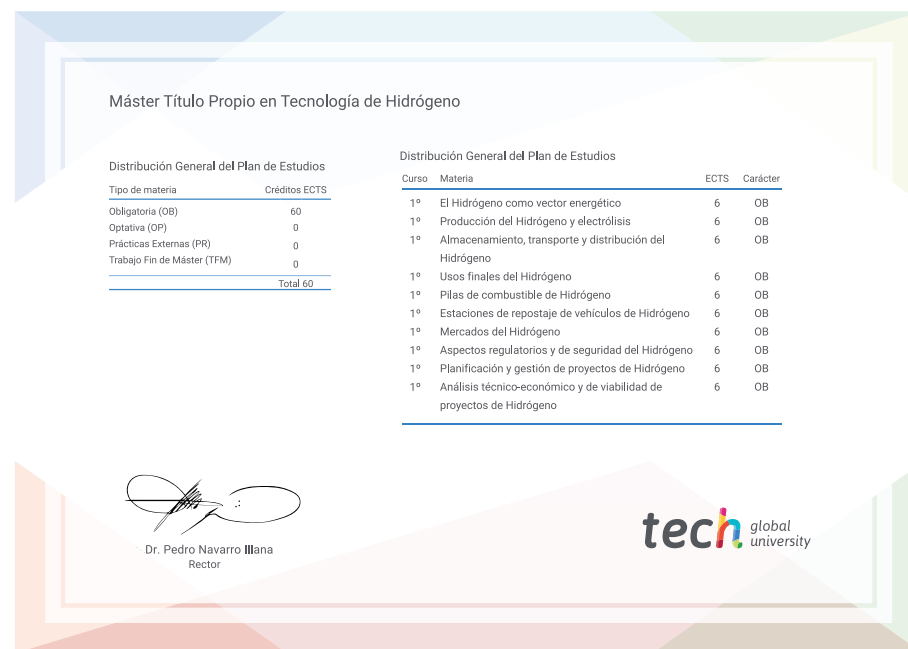 Máster Título Propio en Tecnología de Hidrógeno
Distribución General del Plan de Estudios
Tipo de materia Créditos ECTS
Obligatoria (OB) 60
Optativa (OP) 0
Prácticas Externas (PR) 0
Trabajo Fin de Máster (TFM) 0
Total 60
Distribución General del Plan de Estudios
Curso Materia ECTS Carácter
1º El Hidrógeno como vector energético 6 OB
1º Producción del Hidrógeno y electrólisis 6 OB
1º Almacenamiento, transporte y distribución del 6 OB
Hidrógeno
1º Usos finales del Hidrógeno 6 OB
1º Pilas de combustible de Hidrógeno 6 OB
1º Estaciones de repostaje de vehículos de Hidrógeno 6 OB
1º Mercados del Hidrógeno 6 OB
1º Aspectos regulatorios y de seguridad del Hidrógeno 6 OB
1º Planificación y gestión de proyectos de Hidrógeno 6 OB
1º Análisis técnico-económico y de viabilidad de 6 OB
proyectos de Hidrógeno
Dr. Pedro Navarro Illana
Rector
tech global
university